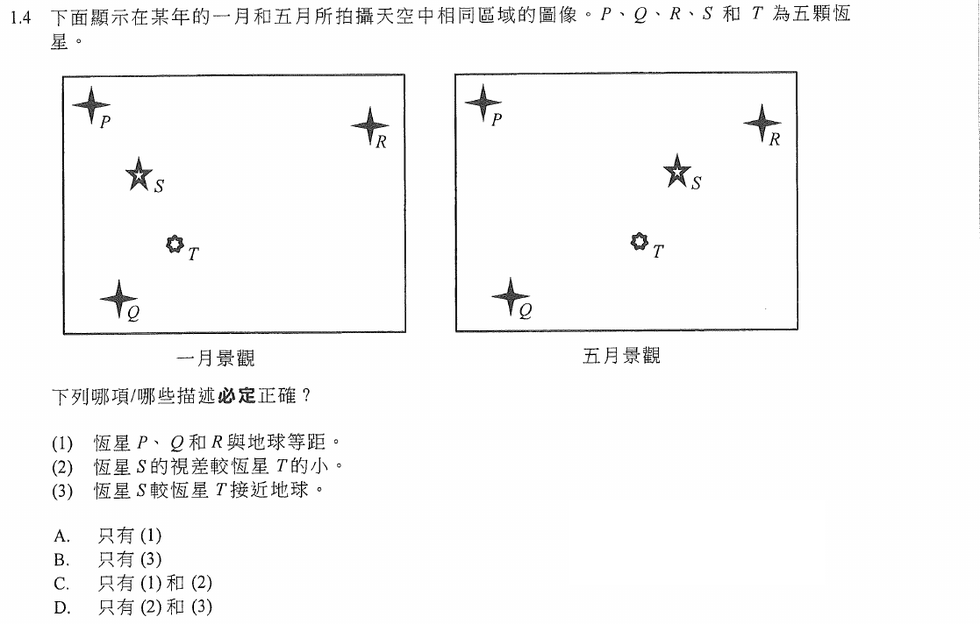 1.4 下面顯示在某年的一月和五月所拍攝天空中相同區域的圖像。P、Q、R、S 和 T 為五顆恆
星。
P
R
S
T
Q
P
R
S
T
Q
一月景觀
五月景觀
下列哪項/哪些描述必定正確？
(1) 恆星 P、Q 和 R 與地球等距。
(2) 恆星 S 的視差較恆星 T 的小。
(3) 恆星 S 較恆星 T 接近地球。
A. 只有 (1)
B. 只有 (3)
C. 只有 (1) 和 (2)
D. 只有 (2) 和 (3)